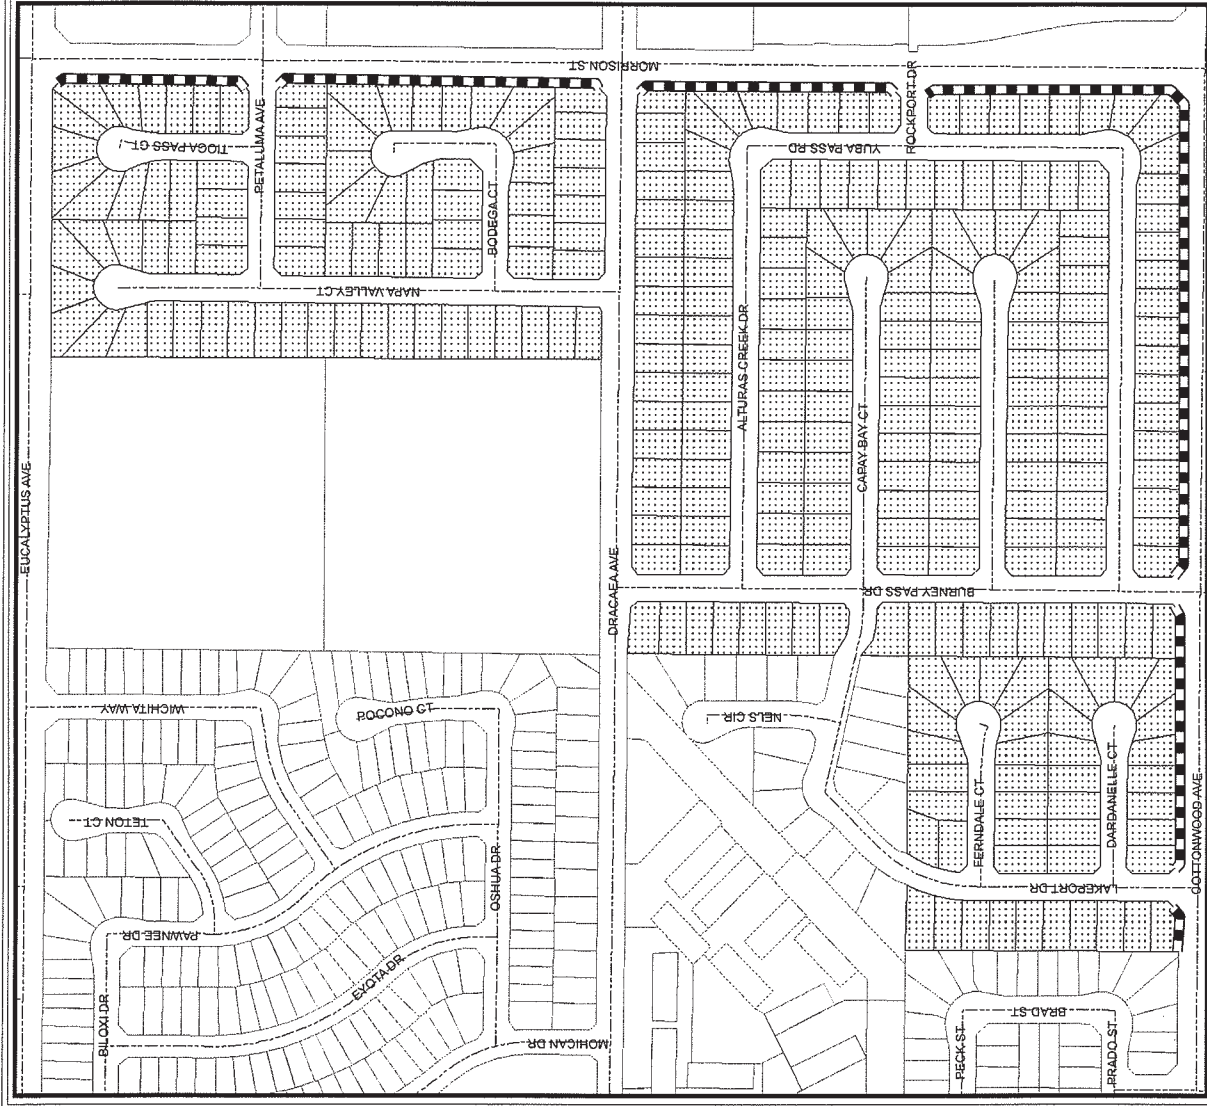 MORRISON ST
ROCKPORT DR
PETALUMA AVE
TIOGA PASS CT
YUBA PASS RD
BODEGA CT
NAPA VALLEY CT
ALTURAS CREEK DR
CAPAY BAY CT
EUCALYPTUS AVE
DRACAEA AVE
BURNEY PASS DR
WICHITA WAY
POCONO CT
NELS CIR
TETON CT
OSHUA DR
FERNDALE CT
DARDANELLE CT
COTTONWOOD AVE
LAKEPORT DR
PAWNEE DR
EYOTA DR
BILOXI DR
MOHICAN DR
BRAD ST
PECK ST
PRADO ST